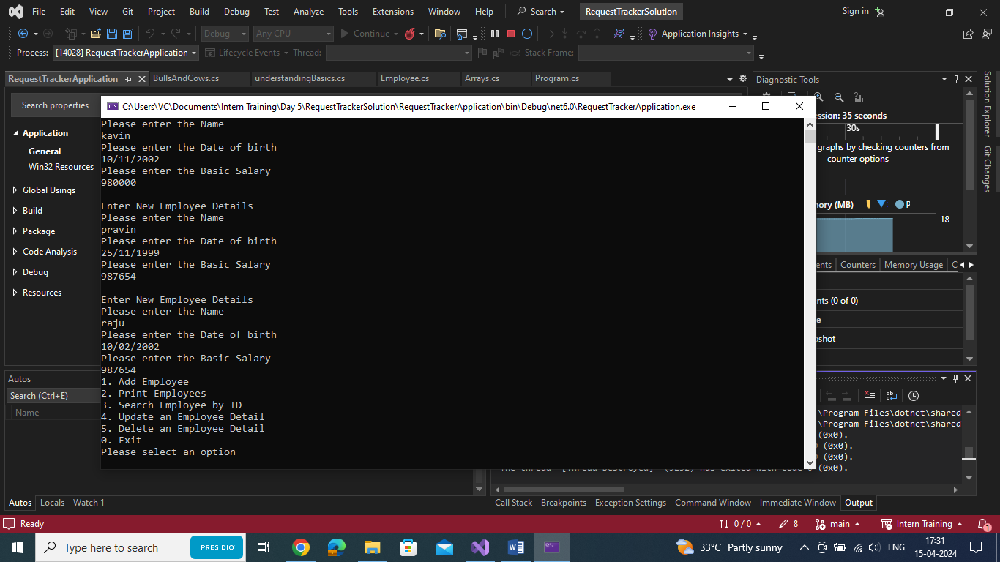 File Edit View Git Project Build Debug Test Analyze Tools Extensions Window Help Search RequestTrackerSolution Sign in
Debug Any CPU Continue Application Insights
Process: [14028] RequestTrackerApplication Lifecycle Events Thread: Stack Frame:
RequestTrackerApplication BullsAndCows.cs understandingBasics.cs Employee.cs Arrays.cs Program.cs
Search properties
Application
General
Win32 Resources
Global Usings
Build
Package
Code Analysis
Debug
Resources
C:\Users\VC\Documents\Intern Training\Day 5\RequestTrackerSolution\RequestTrackerApplication\bin\Debug\net6.0\RequestTrackerApplication.exe
Please enter the Name
kavin
Please enter the Date of birth
10/11/2002
Please enter the Basic Salary
980000
Enter New Employee Details
Please enter the Name
pravin
Please enter the Date of birth
25/11/1999
Please enter the Basic Salary
987654
Enter New Employee Details
Please enter the Name
raju
Please enter the Date of birth
10/02/2002
Please enter the Basic Salary
987654
1. Add Employee
2. Print Employees
3. Search Employee by ID
4. Update an Employee Detail
5. Delete an Employee Detail
0. Exit
Please select an option
Diagnostic Tools
ssion: 35 seconds
30s
graphs by checking counters from
counter options
ory (MB) P
18
ents Counters Memory Usage C
nts (0 of 0)
e
pshot
Solution Explorer
Git Changes
Autos
Search (Ctrl+E)
Name
\Program Files\dotnet\shared
\Program Files\dotnet\shared
(0x0).
(0x0).
(0x0).
(0x0).
Autos Locals Watch 1
Call Stack Breakpoints Exception Settings Command Window Immediate Window Output
Ready 0 / 0 8 main Intern Training 1
Type here to search PRESIDIO 33°C Partly sunny ENG 17:31
15-04-2024